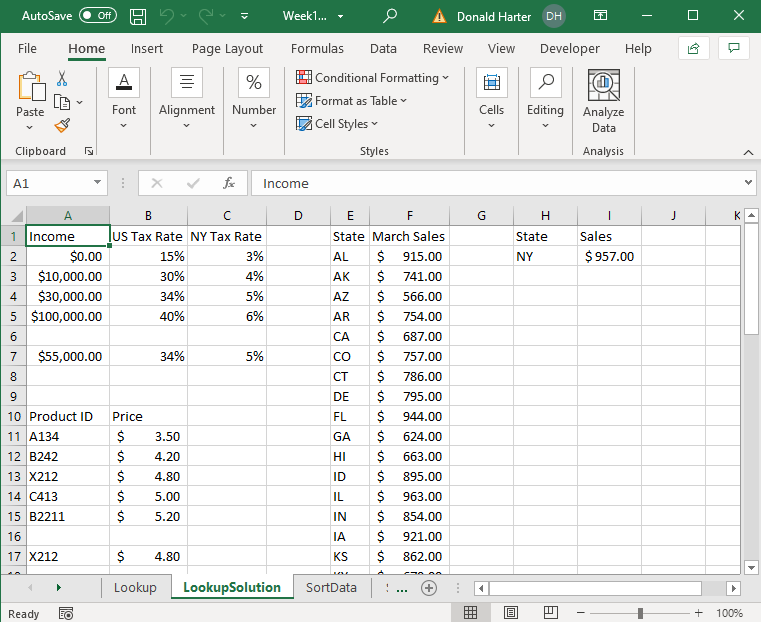 AutoSave Off Week1... Donald Harter DH
File Home Insert Page Layout Formulas Data Review View Developer Help
Paste
Clipboard
A
Font
Alignment
%
Number
Conditional Formatting
Format as Table
Cell Styles
Styles
Cells
Editing
Analyze
Data
Analysis
A1 fx Income
A B C D E F G H I J K
1 Income US Tax Rate NY Tax Rate State March Sales State Sales
2 $0.00 15% 3% AL $ 915.00 NY $ 957.00
3 $10,000.00 30% 4% AK $ 741.00
4 $30,000.00 34% 5% AZ $ 566.00
5 $100,000.00 40% 6% AR $ 754.00
6 CA $ 687.00
7 $55,000.00 34% 5% CO $ 757.00
8 CT $ 786.00
9 DE $ 795.00
10 Product ID Price FL $ 944.00
11 A134 $ 3.50 GA $ 624.00
12 B242 $ 4.20 HI $ 663.00
13 X212 $ 4.80 ID $ 895.00
14 C413 $ 5.00 IL $ 963.00
15 B2211 $ 5.20 IN $ 854.00
16 IA $ 921.00
17 X212 $ 4.80 KS $ 862.00
Lookup LookupSolution SortData ...
Ready 100%